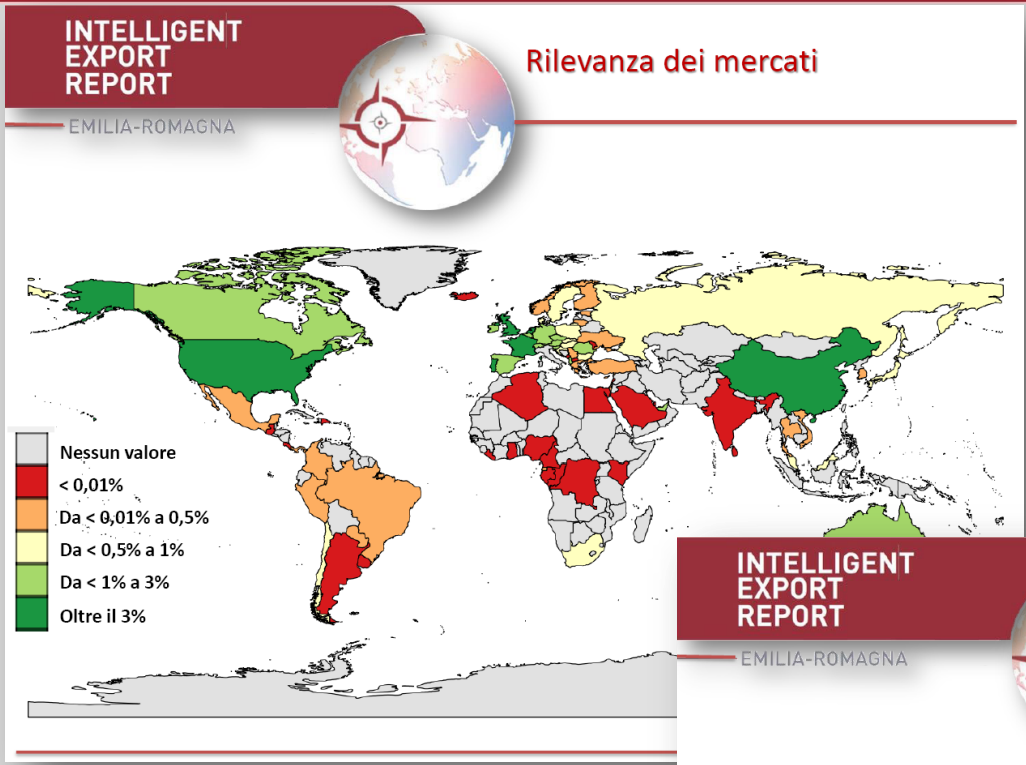 INTELLIGENT
EXPORT
REPORT
EMILIA-ROMAGNA
Rilevanza dei mercati
Nessun valore
< 0,01%
Da < 0,01% a 0,5%
Da < 0,5% a 1%
Da < 1% a 3%
Oltre il 3%
INTELLIGENT
EXPORT
REPORT
EMILIA-ROMAGNA